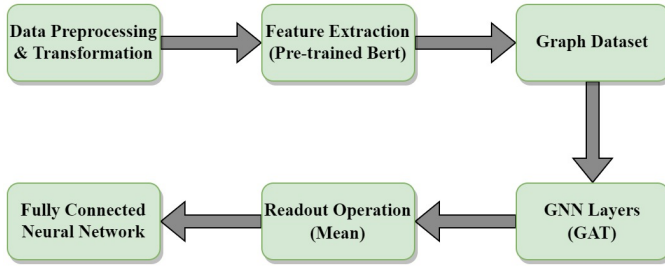 Data Preprocessing
& Transformation
Feature Extraction
(Pre-trained Bert)
Graph Dataset
GNN Layers
(GAT)
Readout Operation
(Mean)
Fully Connected
Neural Network